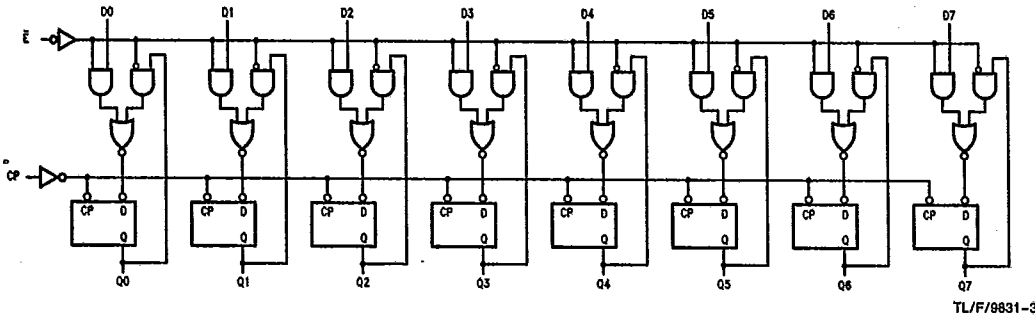 D0 D1 D2 D3 D4 D5 D6 D7
CP
CP D CP D CP D CP D CP D CP D CP D CP D
Q Q Q Q Q Q Q Q
Q0 Q1 Q2 Q3 Q4 Q5 Q6 Q7
TL/F/9831-3